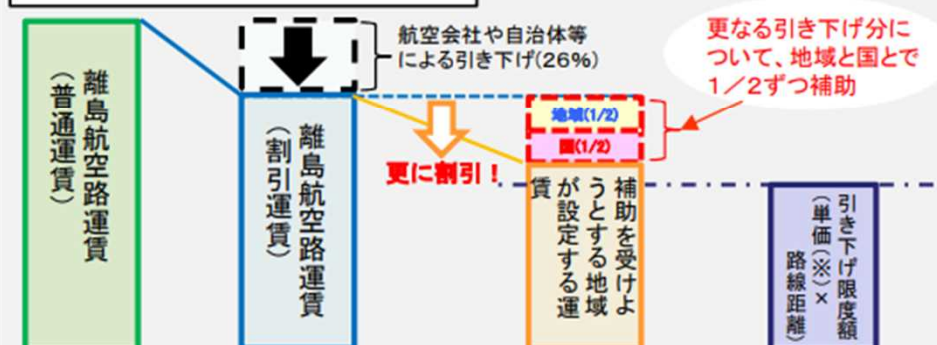 離島航空路運賃
(普通運賃)
航空会社や自治体等
による引き下げ(26%)
離島航空路運賃
(割引運賃)
更に割引！
地域(1/2)
国(1/2)
補助を受けよ
うとする地域
が設定する運
賃
更なる引き下げ分に
ついて、地域と国とで
1／2ずつ補助
引き下げ限度額
(単価(※)×
路線距離)